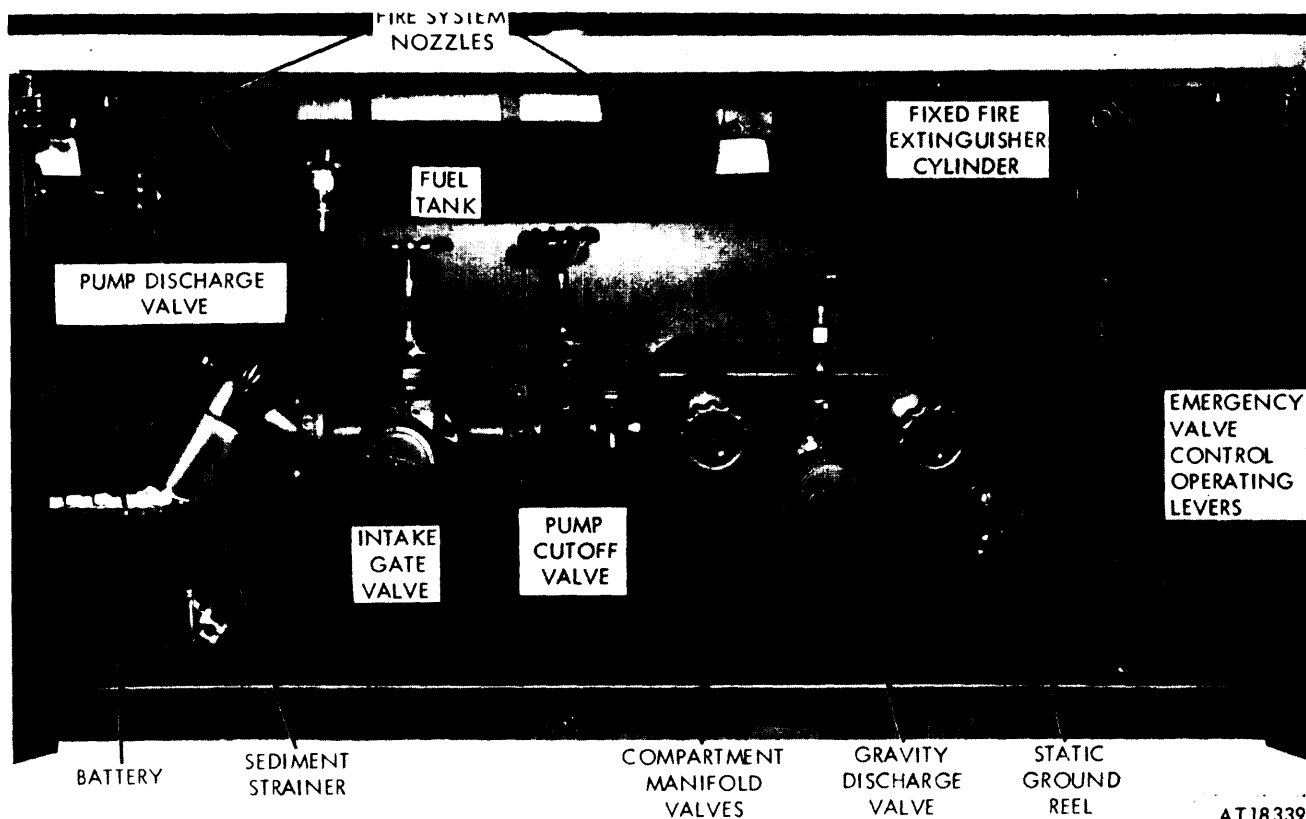 FIRE SYSTEM
NOZZLES
FIXED FIRE
EXTINGUISHER
CYLINDER
FUEL
TANK
PUMP DISCHARGE
VALVE
EMERGENCY
VALVE
CONTROL
OPERATING
LEVERS
INTAKE
GATE
VALVE
PUMP
CUTOFF
VALVE
BATTERY
SEDIMENT
STRAINER
COMPARTMENT
MANIFOLD
VALVES
GRAVITY
DISCHARGE
VALVE
STATIC
GROUND
REEL
AT18339